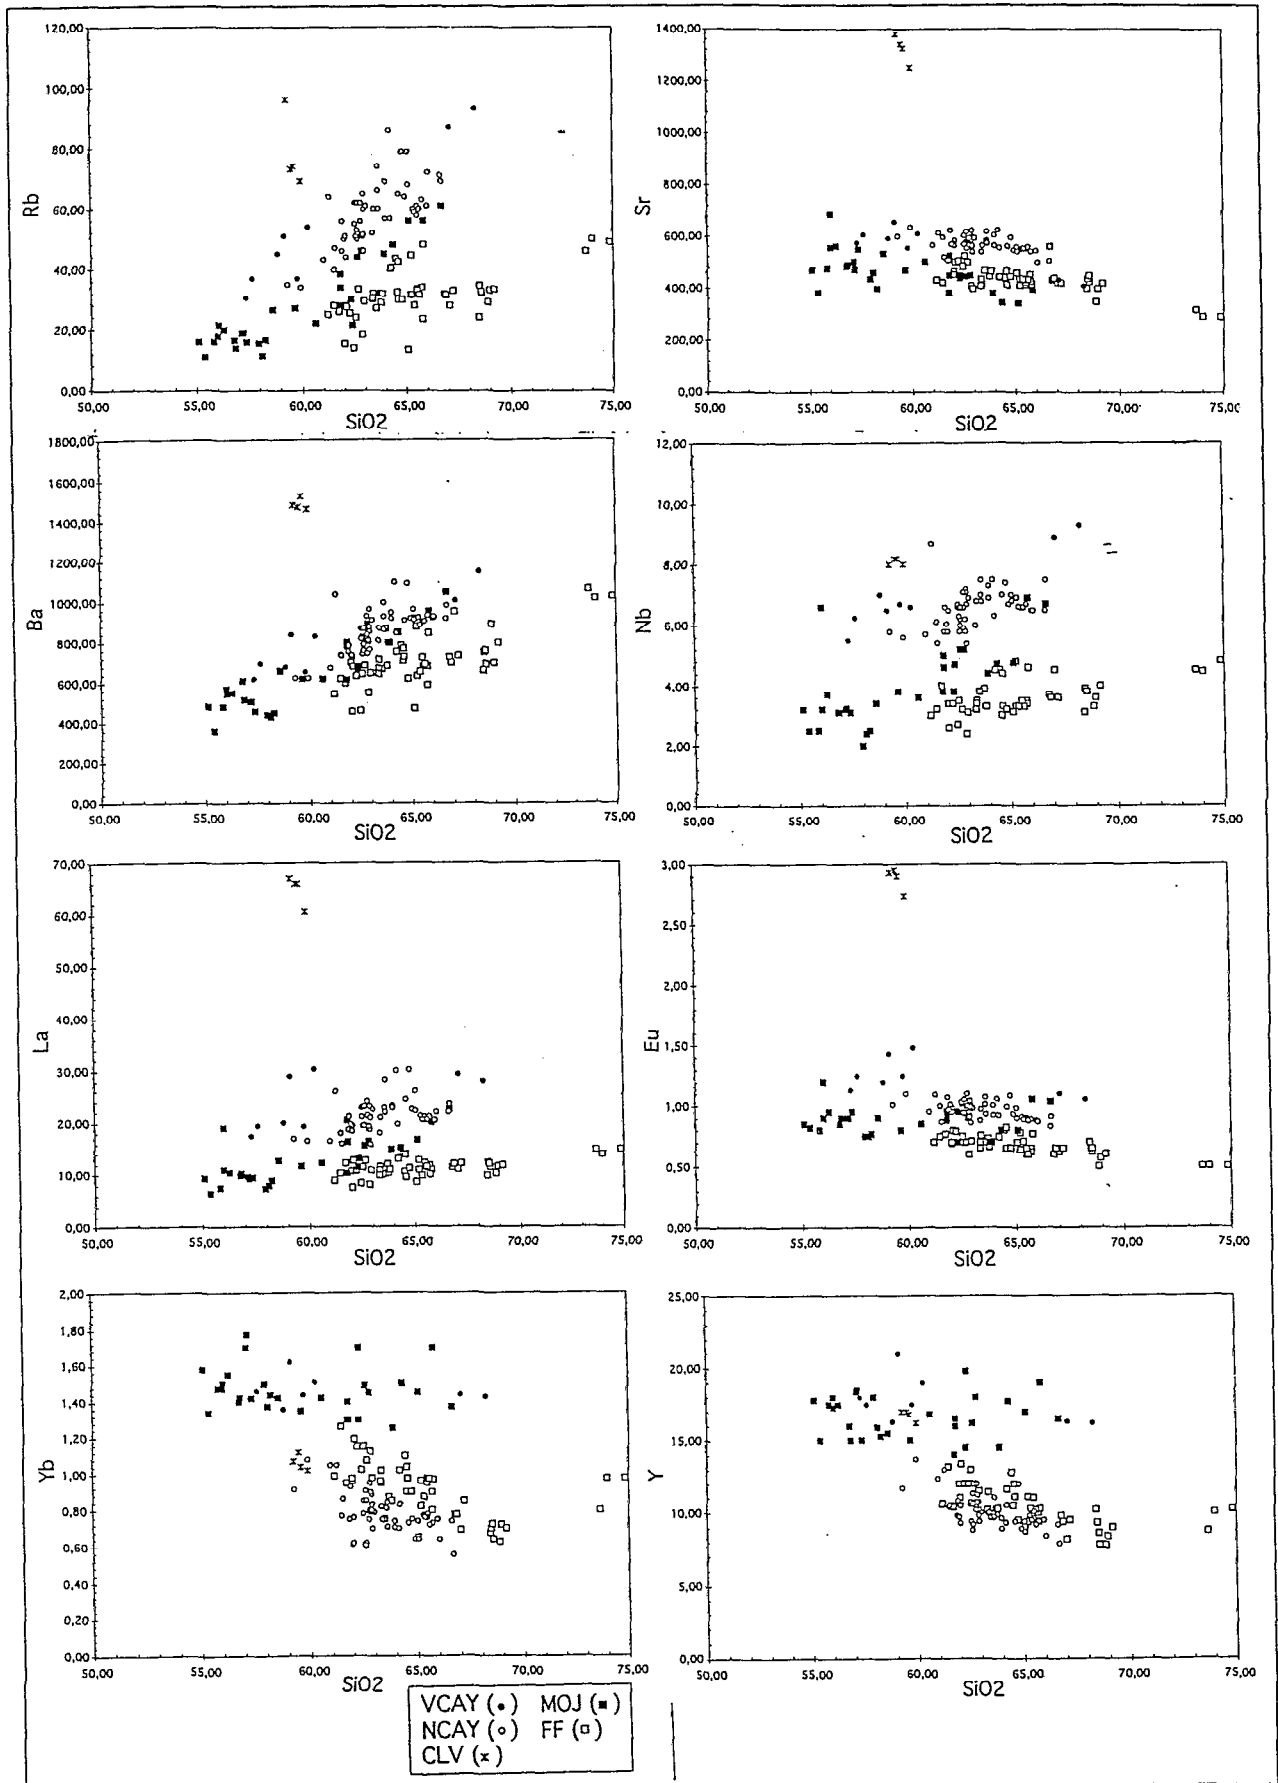 120,00
100,00
80,00
60,00
40,00
20,00
0,00
Rb
50,00 55,00 60,00 65,00 70,00 75,00
SiO2
1400,00
1200,00
1000,00
800,00
600,00
400,00
200,00
0,00
Sr
50,00 55,00 60,00 65,00 70,00 75,00
SiO2
1800,00
1600,00
1400,00
1200,00
1000,00
800,00
600,00
400,00
200,00
0,00
Ba
50,00 55,00 60,00 65,00 70,00 75,00
SiO2
12,00
10,00
8,00
6,00
4,00
2,00
0,00
Nb
50,00 55,00 60,00 65,00 70,00 75,00
SiO2
70,00
60,00
50,00
40,00
30,00
20,00
10,00
0,00
La
50,00 55,00 60,00 65,00 70,00 75,00
SiO2
3,00
2,50
2,00
1,50
1,00
0,50
0,00
Eu
50,00 55,00 60,00 65,00 70,00 75,00
SiO2
2,00
1,80
1,60
1,40
1,20
1,00
0,80
0,60
0,40
0,20
0,00
Yb
50,00 55,00 60,00 65,00 70,00 75,00
SiO2
25,00
20,00
15,00
10,00
5,00
0,00
Y
50,00 55,00 60,00 65,00 70,00 75,00
SiO2
VCAY (•) MOJ (■)
NCAY (○) FF (□)
CLV (x)